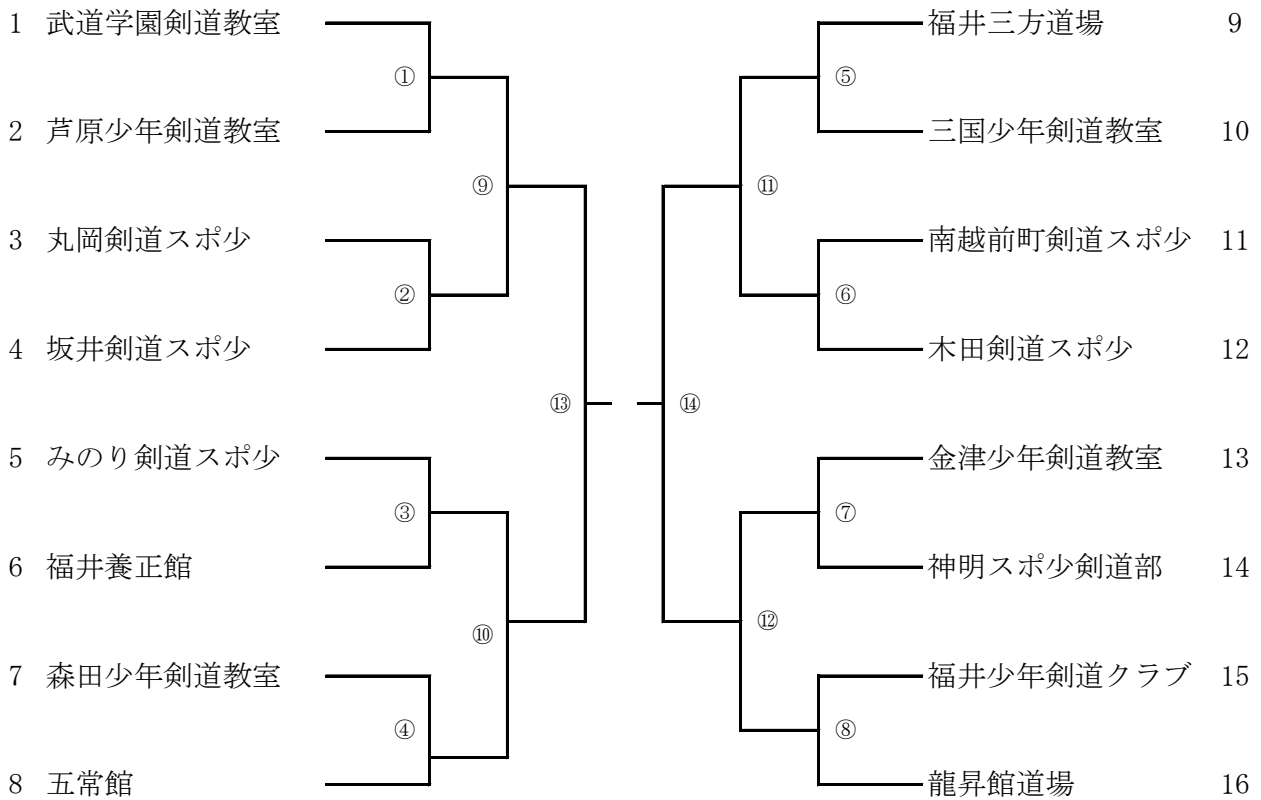 1 武道学園剣道教室
①
2 芦原少年剣道教室
⑨
3 丸岡剣道スポ少
②
4 坂井剣道スポ少
⑬
5 みのり剣道スポ少
③
6 福井養正館
⑩
7 森田少年剣道教室
④
8 五常館
福井三方道場 9
⑤
三国少年剣道教室 10
⑪
南越前町剣道スポ少 11
⑥
木田剣道スポ少 12
⑭
金津少年剣道教室 13
⑦
神明スポ少剣道部 14
⑫
福井少年剣道クラブ 15
⑧
龍昇館道場 16